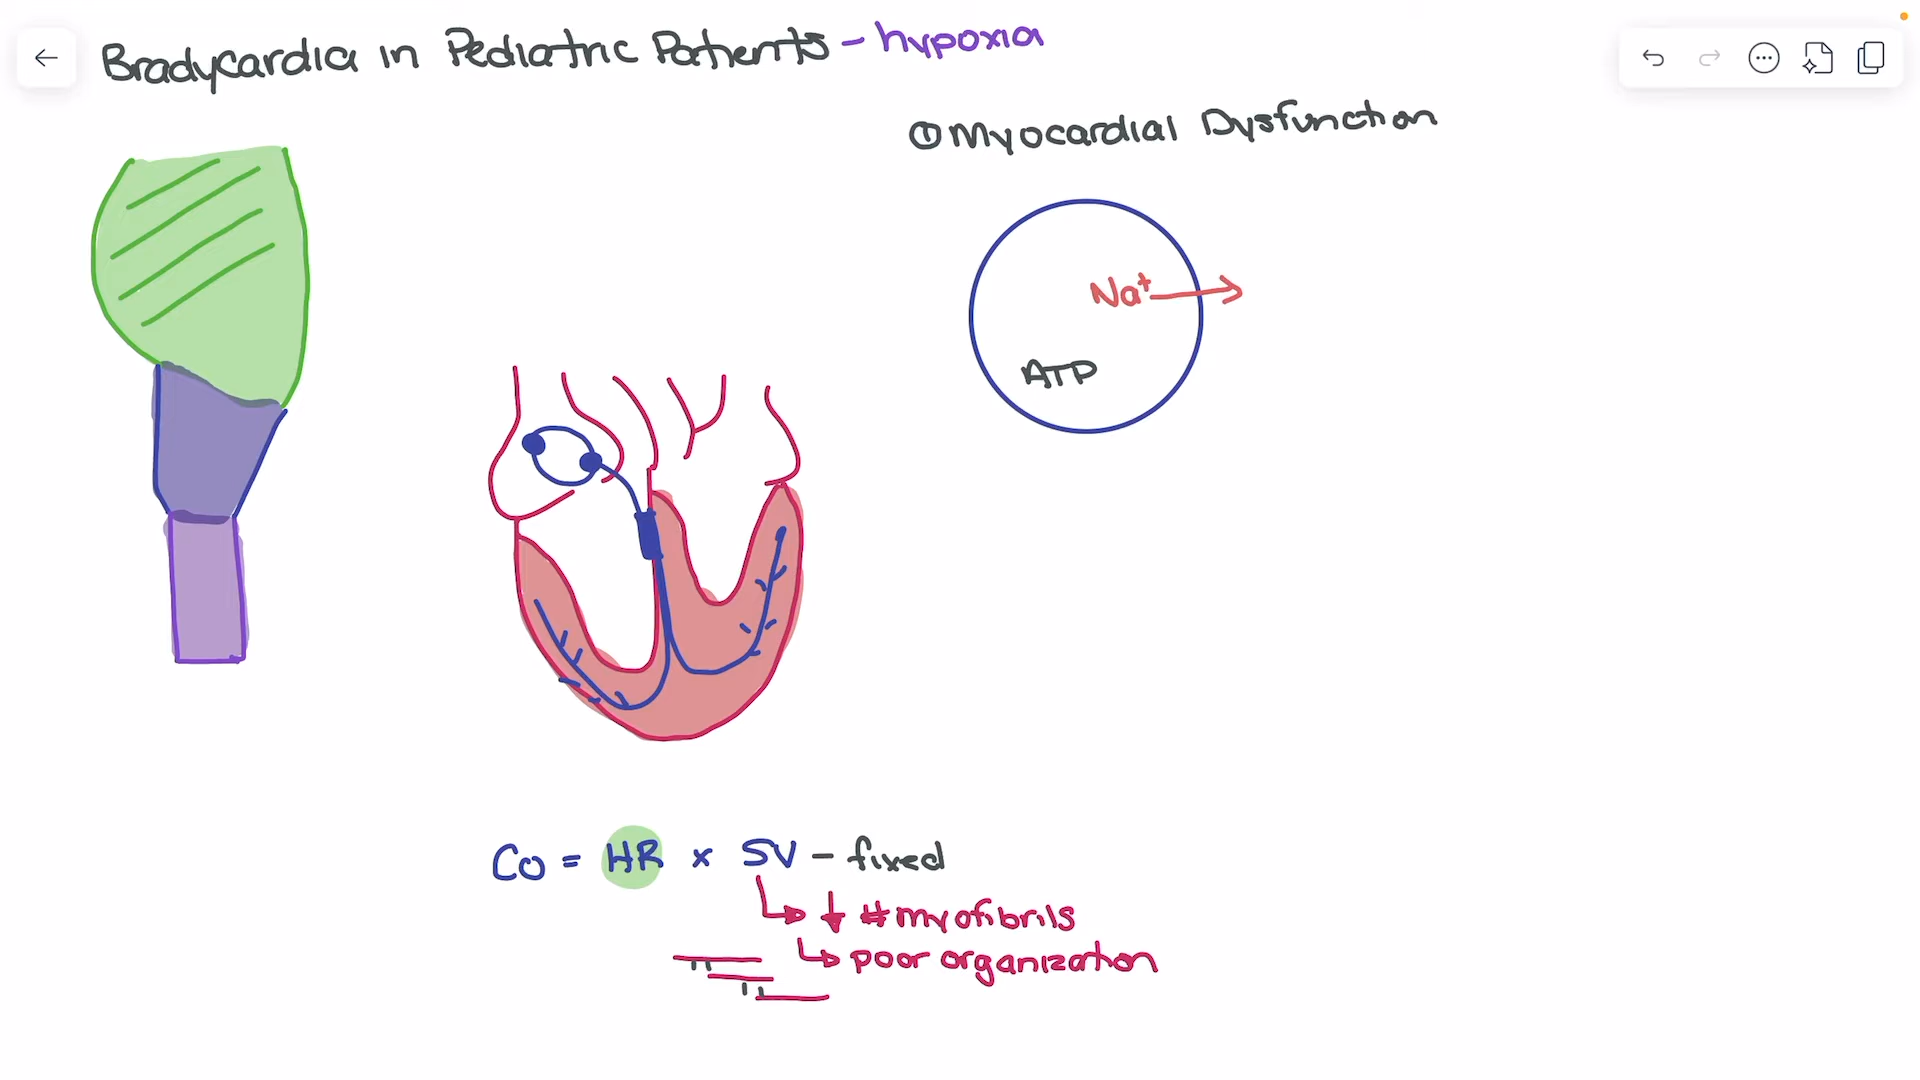 Bradycardia in Pediatric Patients - hypoxia
① Myocardial Dysfunction
Na⁺
ATP
CO = HR x SV - fixed
↳ ↓ # myofibrils
↳ poor organization